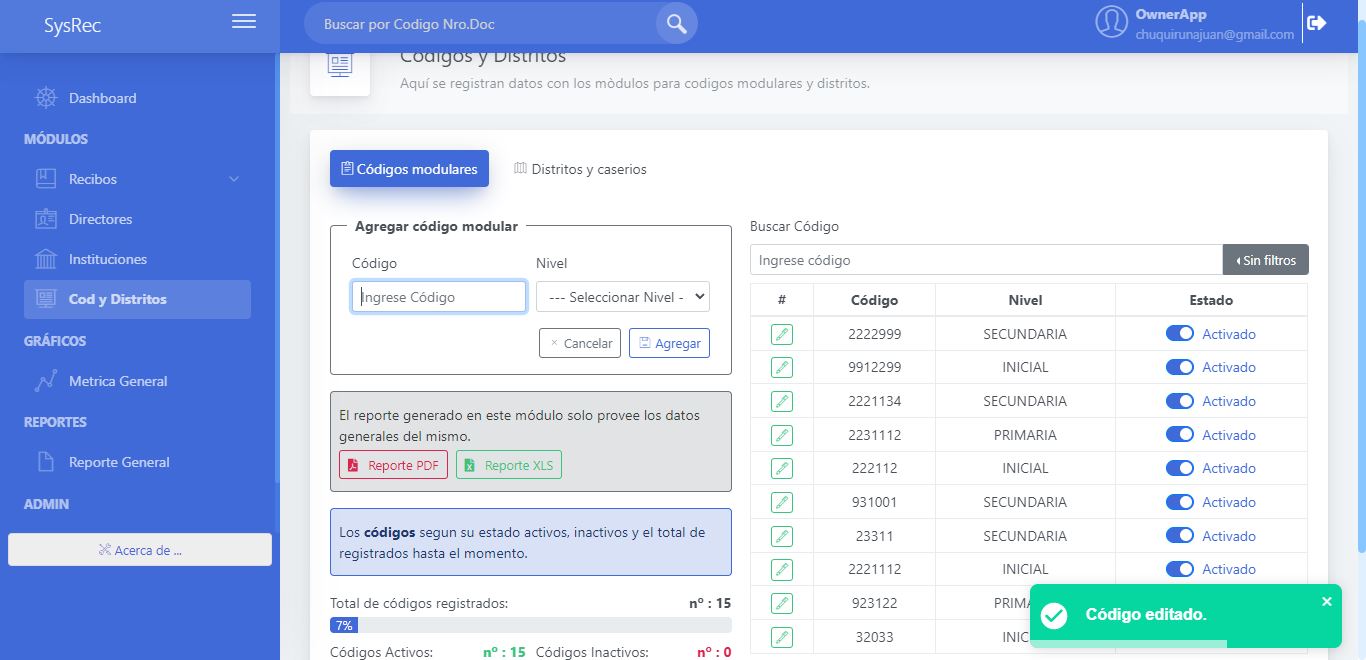 SysRec
Buscar por Codigo Nro.Doc
OwnerApp
chuquirunajuan@gmail.com
Dashboard
MÓDULOS
Recibos
Directores
Instituciones
Cod y Distritos
GRÁFICOS
Metrica General
REPORTES
Reporte General
ADMIN
Acerca de ...
Códigos y Distritos
Aquí se registran datos con los mòdulos para codigos modulares y distritos.
Códigos modulares
Distritos y caserios
Agregar código modular
Código
Nivel
Ingrese Código
--- Seleccionar Nivel -
Cancelar
Agregar
El reporte generado en este módulo solo provee los datos
generales del mismo.
Reporte PDF
Reporte XLS
Los códigos segun su estado activos, inactivos y el total de
registrados hasta el momento.
Total de códigos registrados: nº : 15
7%
Códigos Activos: nº : 15 Códigos Inactivos: nº : 0
Buscar Código
Ingrese código
Sin filtros
# Código Nivel Estado
2222999 SECUNDARIA Activado
9912299 INICIAL Activado
2221134 SECUNDARIA Activado
2231112 PRIMARIA Activado
222112 INICIAL Activado
931001 SECUNDARIA Activado
23311 SECUNDARIA Activado
2221112 INICIAL Activado
923122 PRIMA
32033 INIC
Código editado.